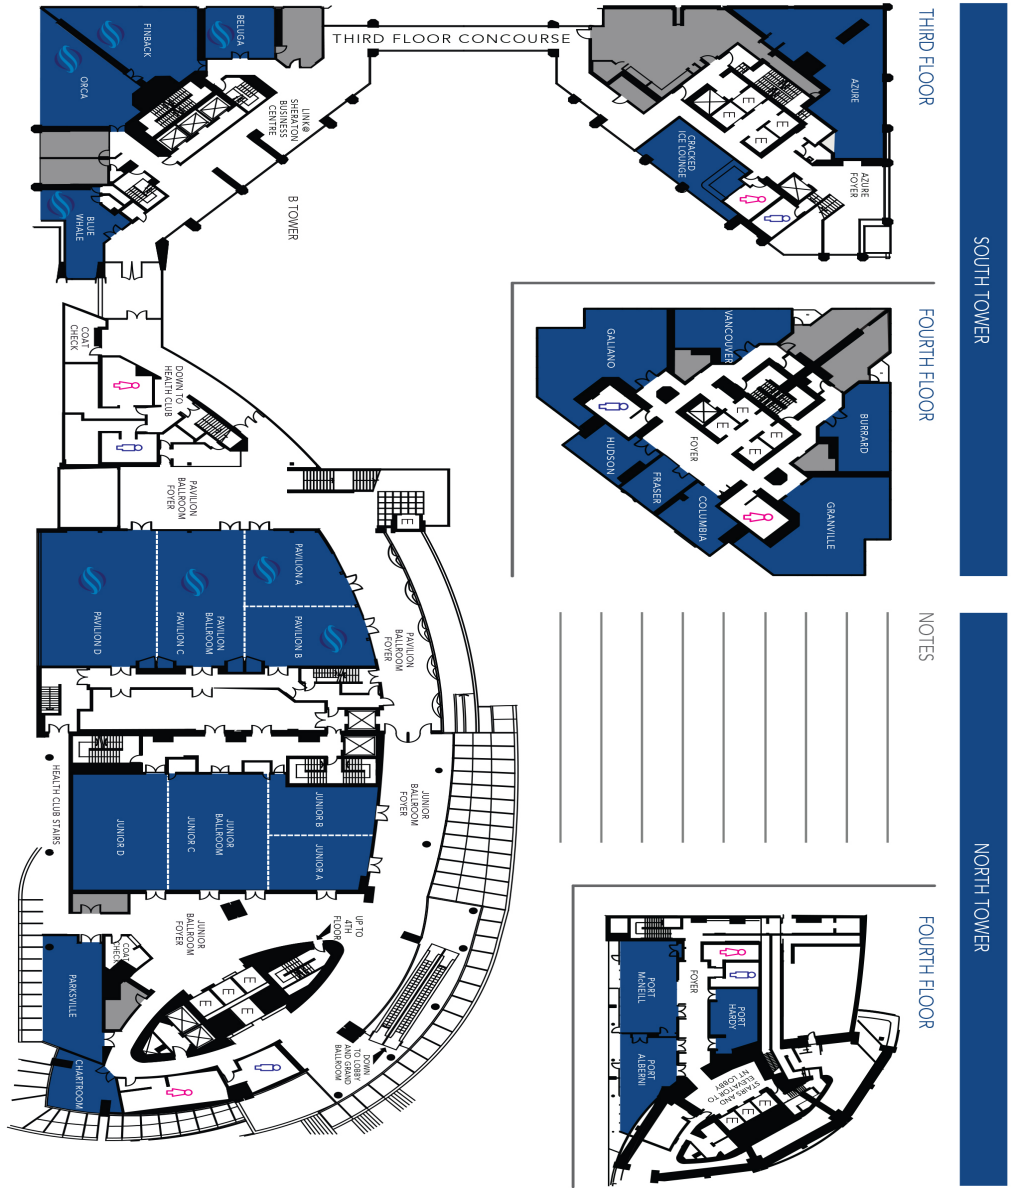 SOUTH TOWER
THIRD FLOOR
THIRD FLOOR CONCOURSE
BELUGA
FINBACK
ORCA
LINK@
SHERATON
BUSINESS
CENTRE
BLUE
WHALE
B TOWER
AZURE
AZURE
FOYER
CRACKED
ICE LOUNGE
E
E
E
E
COAT
CHECK
DOWN TO
HEALTH CLUB
PAVILION
BALLROOM
FOYER
E
PAVILION A
PAVILION B
PAVILION
BALLROOM
PAVILION C
PAVILION D
PAVILION
BALLROOM
FOYER
FOURTH FLOOR
VANCOUVER
GALIANO
BURRARD
GRANVILLE
COLUMBIA
FRASER
HUDSON
FOYER
E
E
E
E
NOTES
NORTH TOWER
HEALTH CLUB STAIRS
JUNIOR B
JUNIOR A
JUNIOR
BALLROOM
JUNIOR C
JUNIOR D
JUNIOR
BALLROOM
FOYER
JUNIOR
BALLROOM
FOYER
UP TO
4TH
FLOOR
COAT
CHECK
PARKSVILLE
CHARTROOM
E
E
E
E
DOWN
TO LOBBY
AND GRAND
BALLROOM
FOURTH FLOOR
FOYER
PORT
McNEILL
PORT
HARDY
PORT
ALBERNI
STAIRS AND
ELEVATOR TO
NT LOBBY
E
E
E